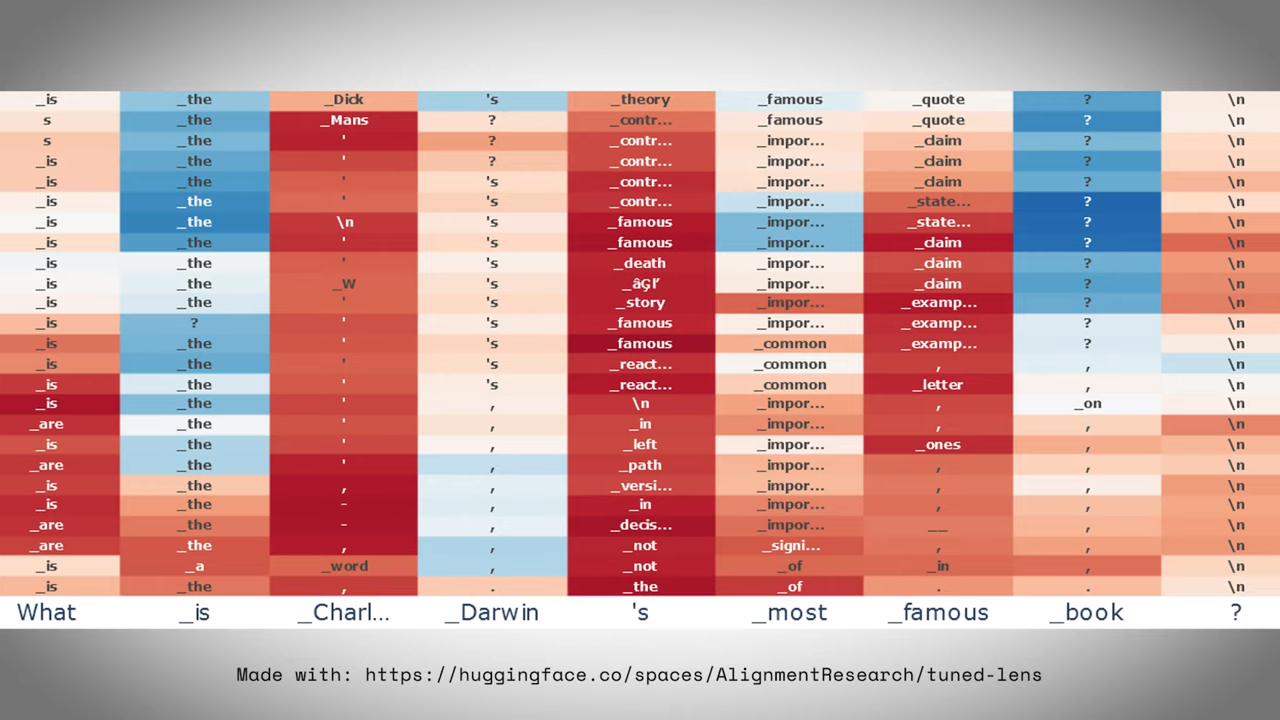 _is _the _Dick 's _theory _famous _quote ? \n
s _the _Mans ? _contr... _famous _quote ? \n
s _the ' ? _contr... _impor... _claim ? \n
_is _the ' ? _contr... _impor... _claim ? \n
_is _the ' 's _contr... _impor... _claim ? \n
_is _the ' 's _contr... _impor... _state... ? \n
_is _the \n 's _famous _impor... _state... ? \n
_is _the ' 's _famous _impor... _claim ? \n
_is _the ' 's _death _impor... _claim ? \n
_is _the _W 's _âģľ _impor... _claim ? \n
_is _the ' 's _story _impor... _examp... ? \n
_is ? ' 's _famous _impor... _examp... ? \n
_is _the ' 's _famous _common _examp... ? \n
_is _the ' 's _react... _common , , \n
_is _the ' 's _react... _common _letter , \n
_is _the ' , \n _impor... , _on \n
_are _the ' , _in _impor... , , \n
_is _the ' , _left _impor... _ones , \n
_are _the ' , _path _impor... , , \n
_is _the , , _versi... _impor... , , \n
_is _the - , _in _impor... , , \n
_are _the - , _decis... _impor... __ , \n
_are _the , , _not _signi... , , \n
_is _a _word , _not _of _in , \n
_is _the , . _the _of . . \n
What _is _Charl... _Darwin 's _most _famous _book ?
Made with: https://huggingface.co/spaces/AlignmentResearch/tuned-lens